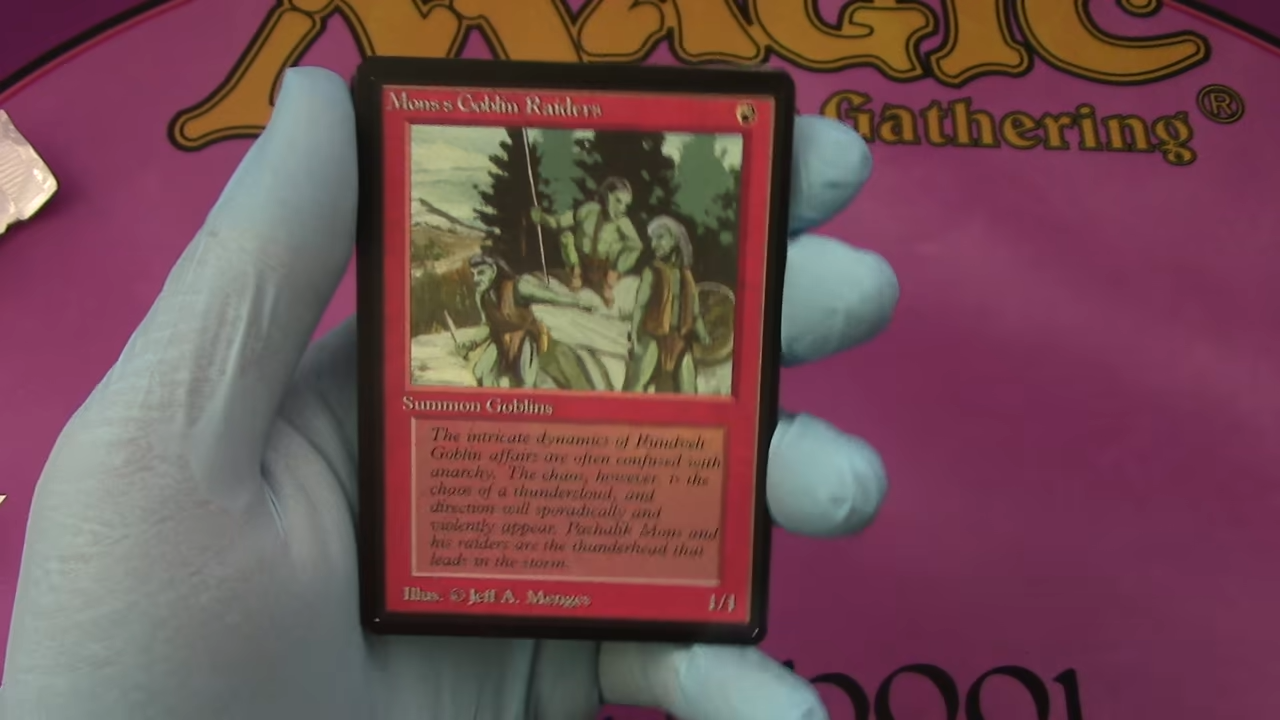 MAGIC
Gathering®
Mons's Goblin Raiders
Summon Goblins
The intricate dynamics of Rundvelt
Goblin affairs are often confused with
anarchy. The chaos, however, is the
chaos of a thundercloud, and
direction will sporadically and
violently appear. Pashalik Mons and
his raiders are the thunderhead that
leads in the storm.
Illus. © Jeff A. Menges
1/1